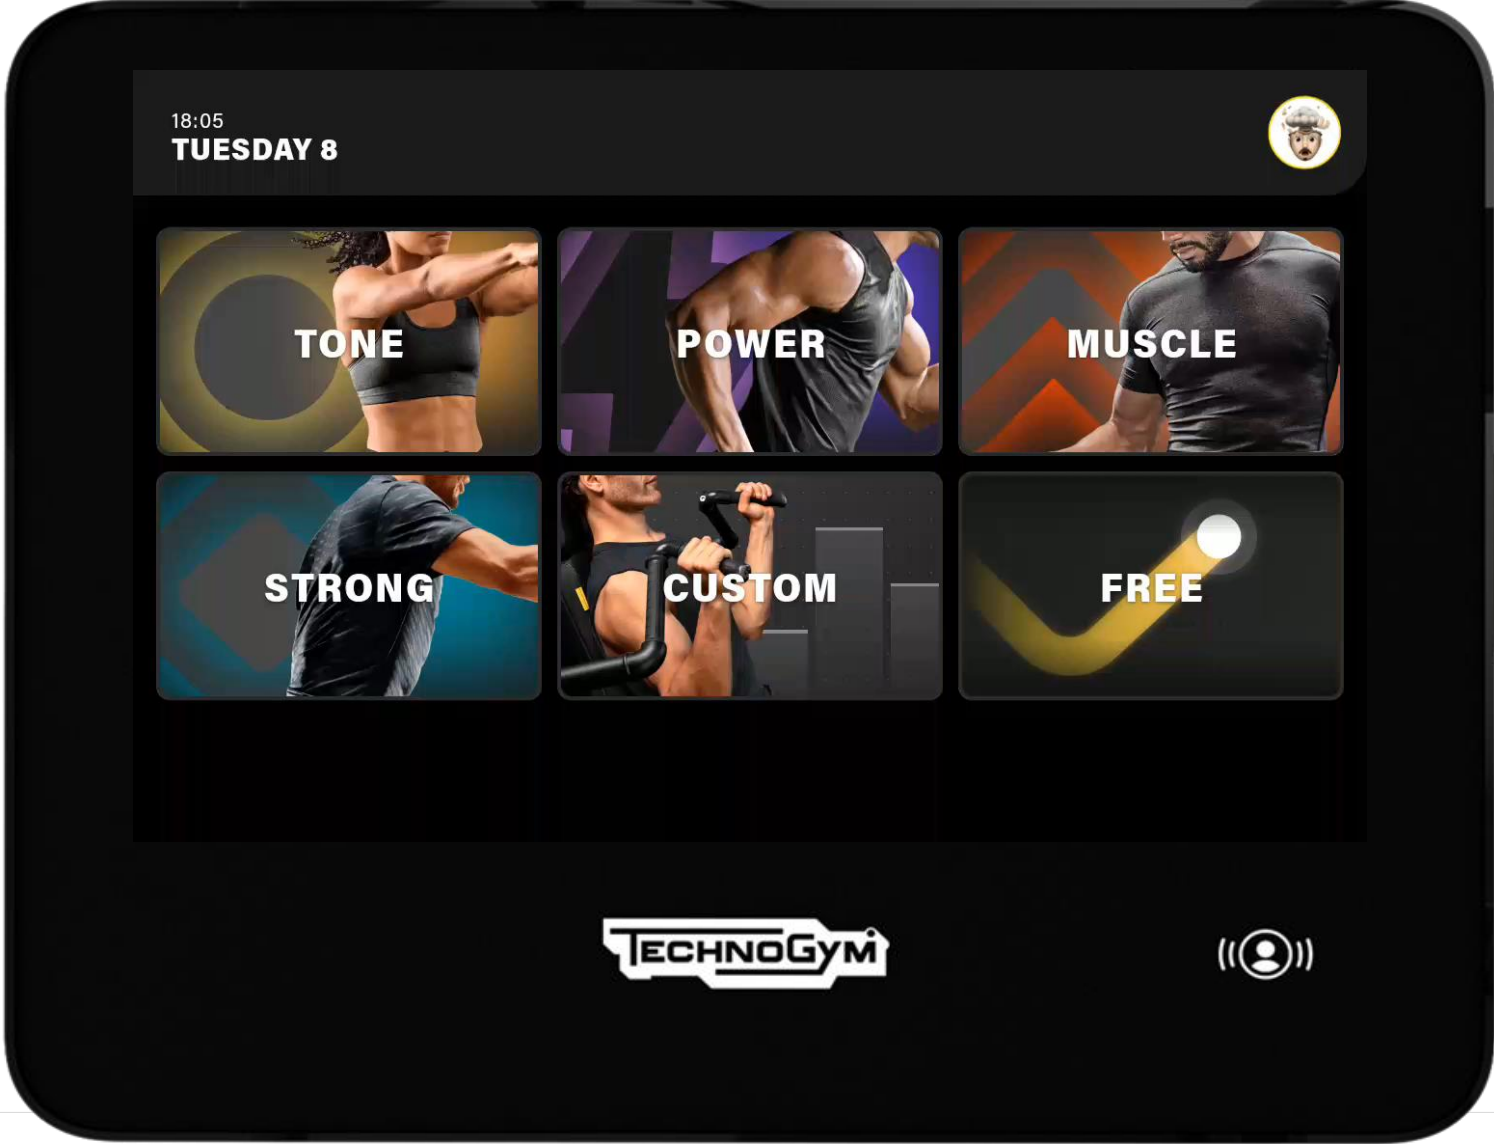 18:05
TUESDAY 8
TONE
POWER
MUSCLE
STRONG
CUSTOM
FREE
TECHNOGYM